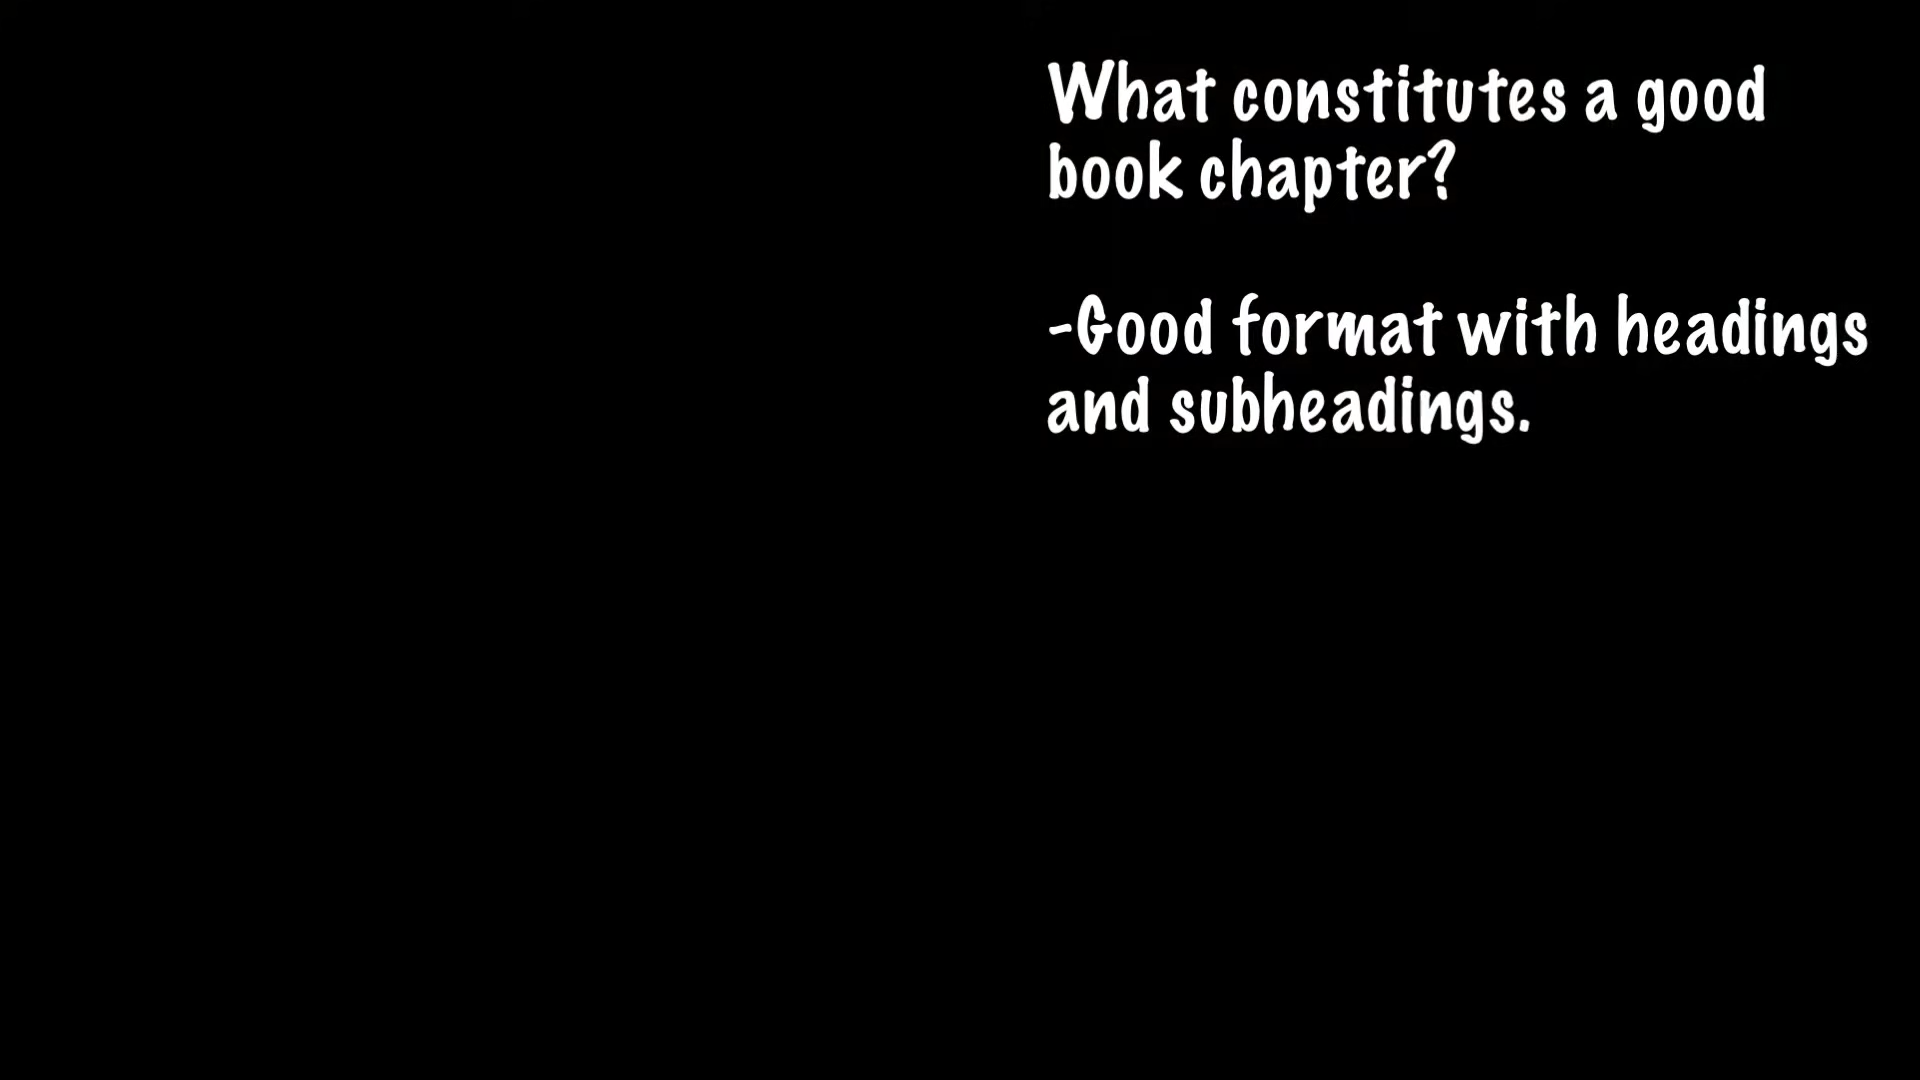 What constitutes a good
book chapter?
-Good format with headings
and subheadings.